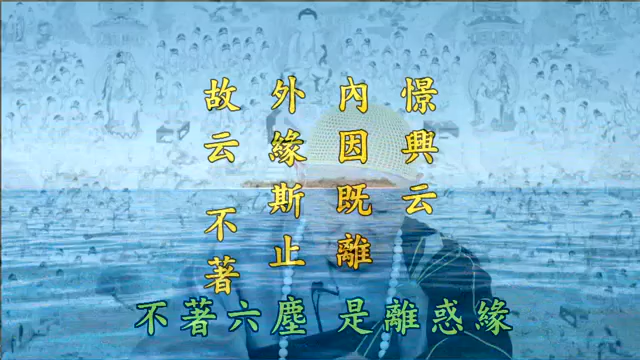 憬興云
內因既離
外緣斯止
故云 不著
不著六塵 是離惑緣